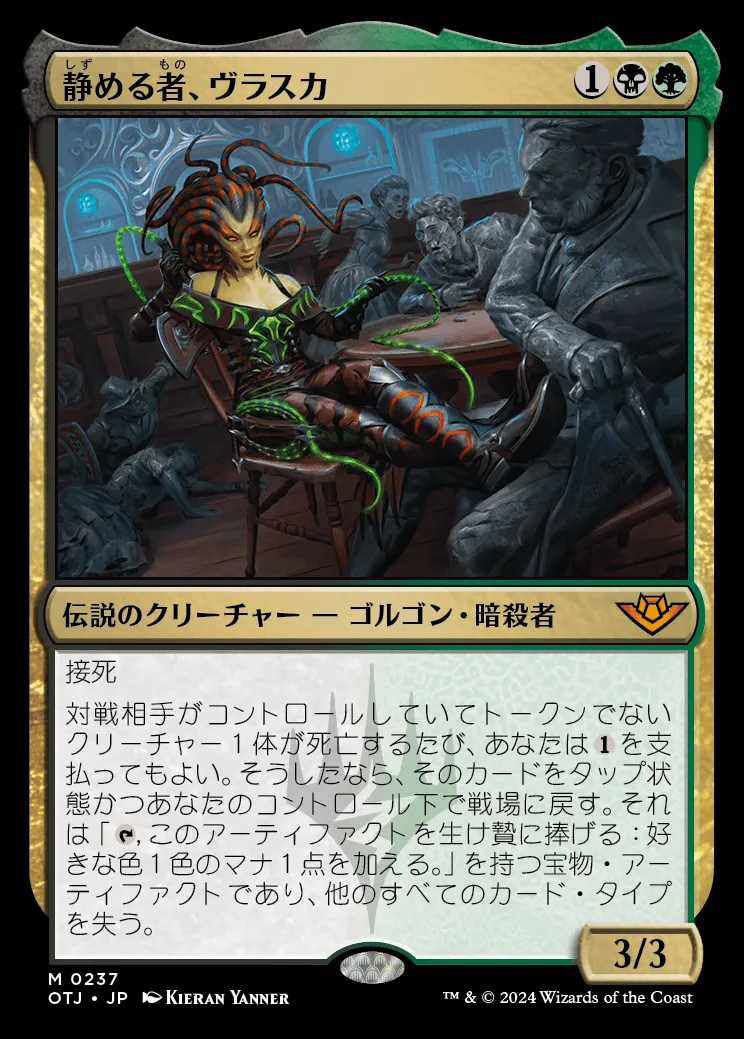 しず もの
静める者、ヴラスカ 1
伝説のクリーチャー — ゴルゴン・暗殺者
接死
対戦相手がコントロールしていてトークンでない
クリーチャー1体が死亡するたび、あなたは 1 を支
払ってもよい。そうしたなら、そのカードをタップ状
態かつあなたのコントロール下で戦場に戻す。それ
は「 ,このアーティファクトを生け贄に捧げる:好
きな色1色のマナ1点を加える。」を持つ宝物・アー
ティファクトであり、他のすべてのカード・タイプ
を失う。
3/3
M 0237
OTJ • JP KIERAN YANNER
™ & © 2024 Wizards of the Coast